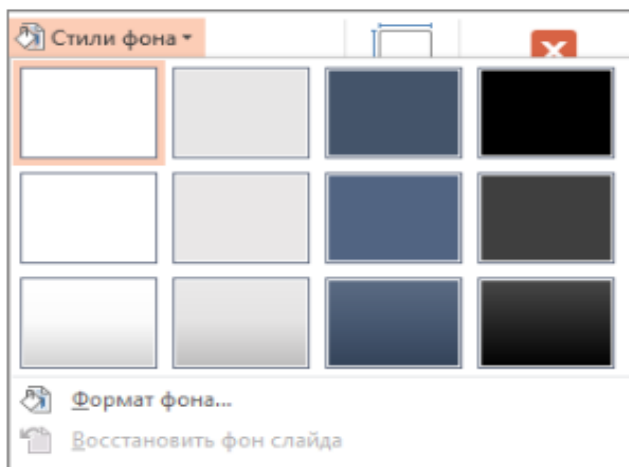 Стили фона
Формат фона...
Восстановить фон слайда